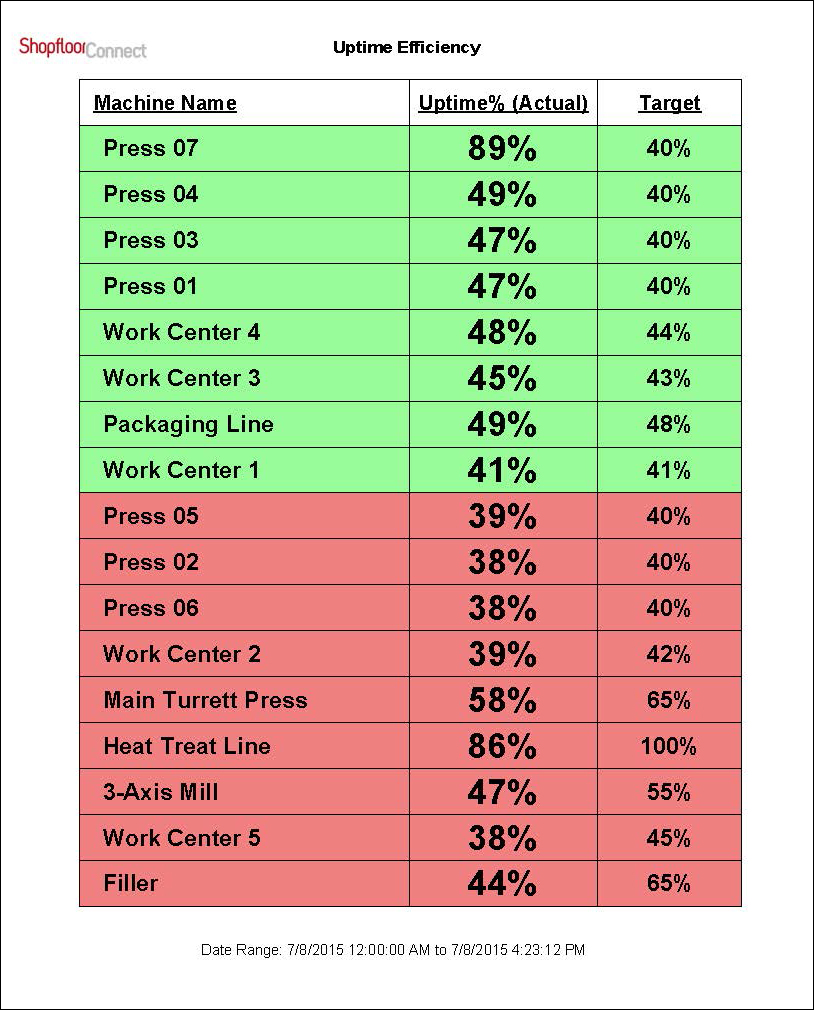 ShopfloorConnect
Uptime Efficiency
Machine Name Uptime% (Actual) Target
Press 07 89% 40%
Press 04 49% 40%
Press 03 47% 40%
Press 01 47% 40%
Work Center 4 48% 44%
Work Center 3 45% 43%
Packaging Line 49% 48%
Work Center 1 41% 41%
Press 05 39% 40%
Press 02 38% 40%
Press 06 38% 40%
Work Center 2 39% 42%
Main Turrett Press 58% 65%
Heat Treat Line 86% 100%
3-Axis Mill 47% 55%
Work Center 5 38% 45%
Filler 44% 65%
Date Range: 7/8/2015 12:00:00 AM to 7/8/2015 4:23:12 PM